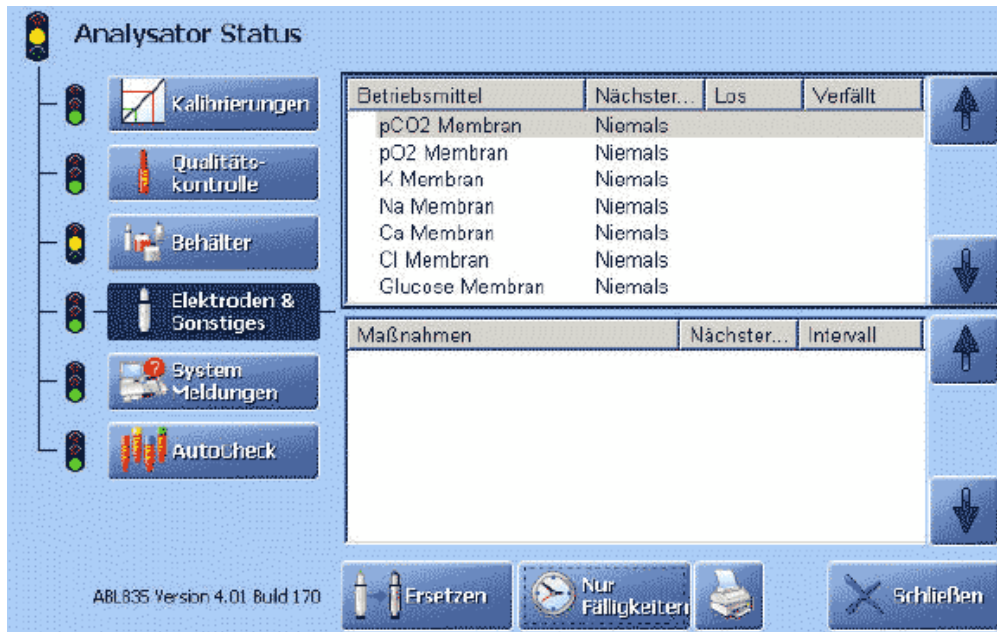 Analysator Status
Kalibrierungen
Qualitäts-
kontrolle
Behälter
Elektroden &
Sonstiges
System
Meldungen
AutoCheck
Betriebsmittel Nächster... Los Verfällt
pCO2 Membran Niemals
pO2 Membran Niemals
K Membran Niemals
Na Membran Niemals
Ca Membran Niemals
Cl Membran Niemals
Glucose Membran Niemals
Maßnahmen Nächster... Intervall
ABL835 Version 4.01 Build 170
Ersetzen
Nur
Fälligkeiten
Schließen